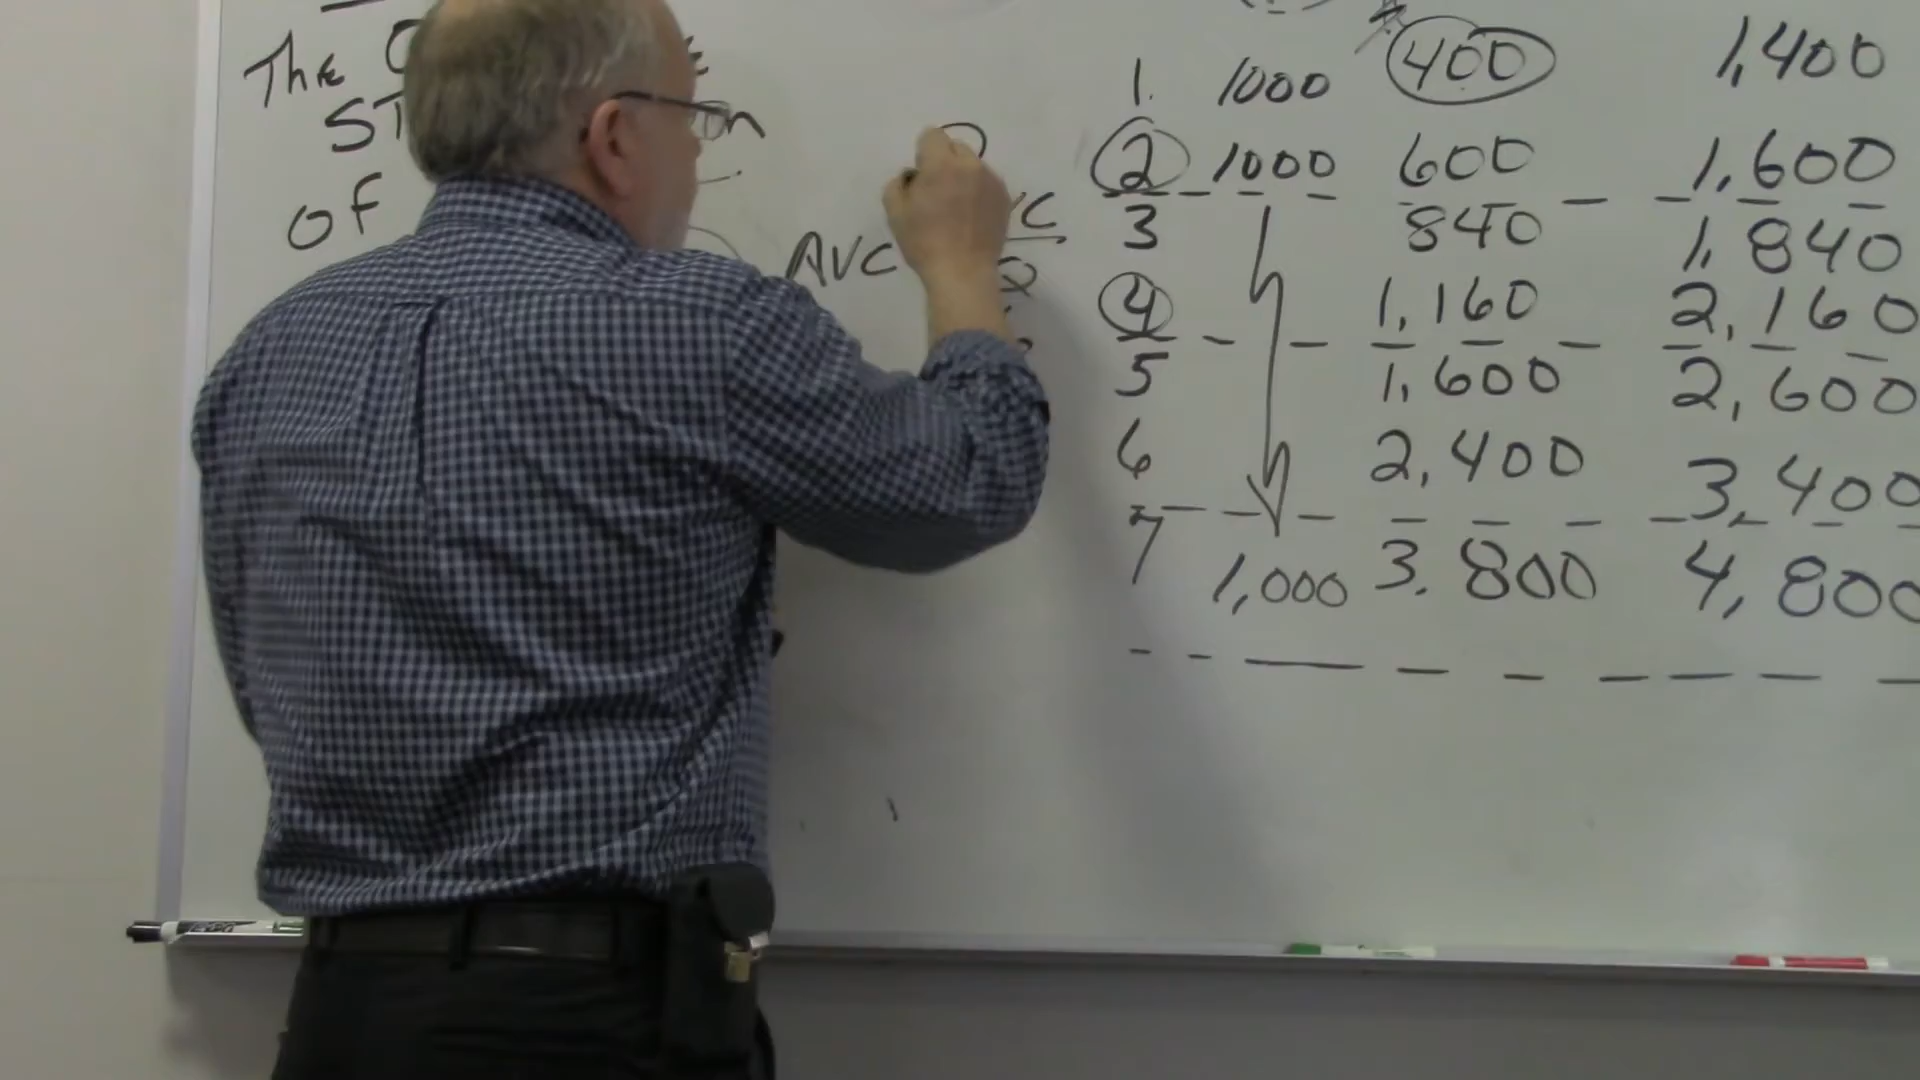 The
ST
of
AVC
Q
1. 1000 400 1,400
2 1000 600 1,600
3 840 1,840
4 1,160 2,160
5 1,600 2,600
6 2,400 3,400
7 1,000 3.800 4,800